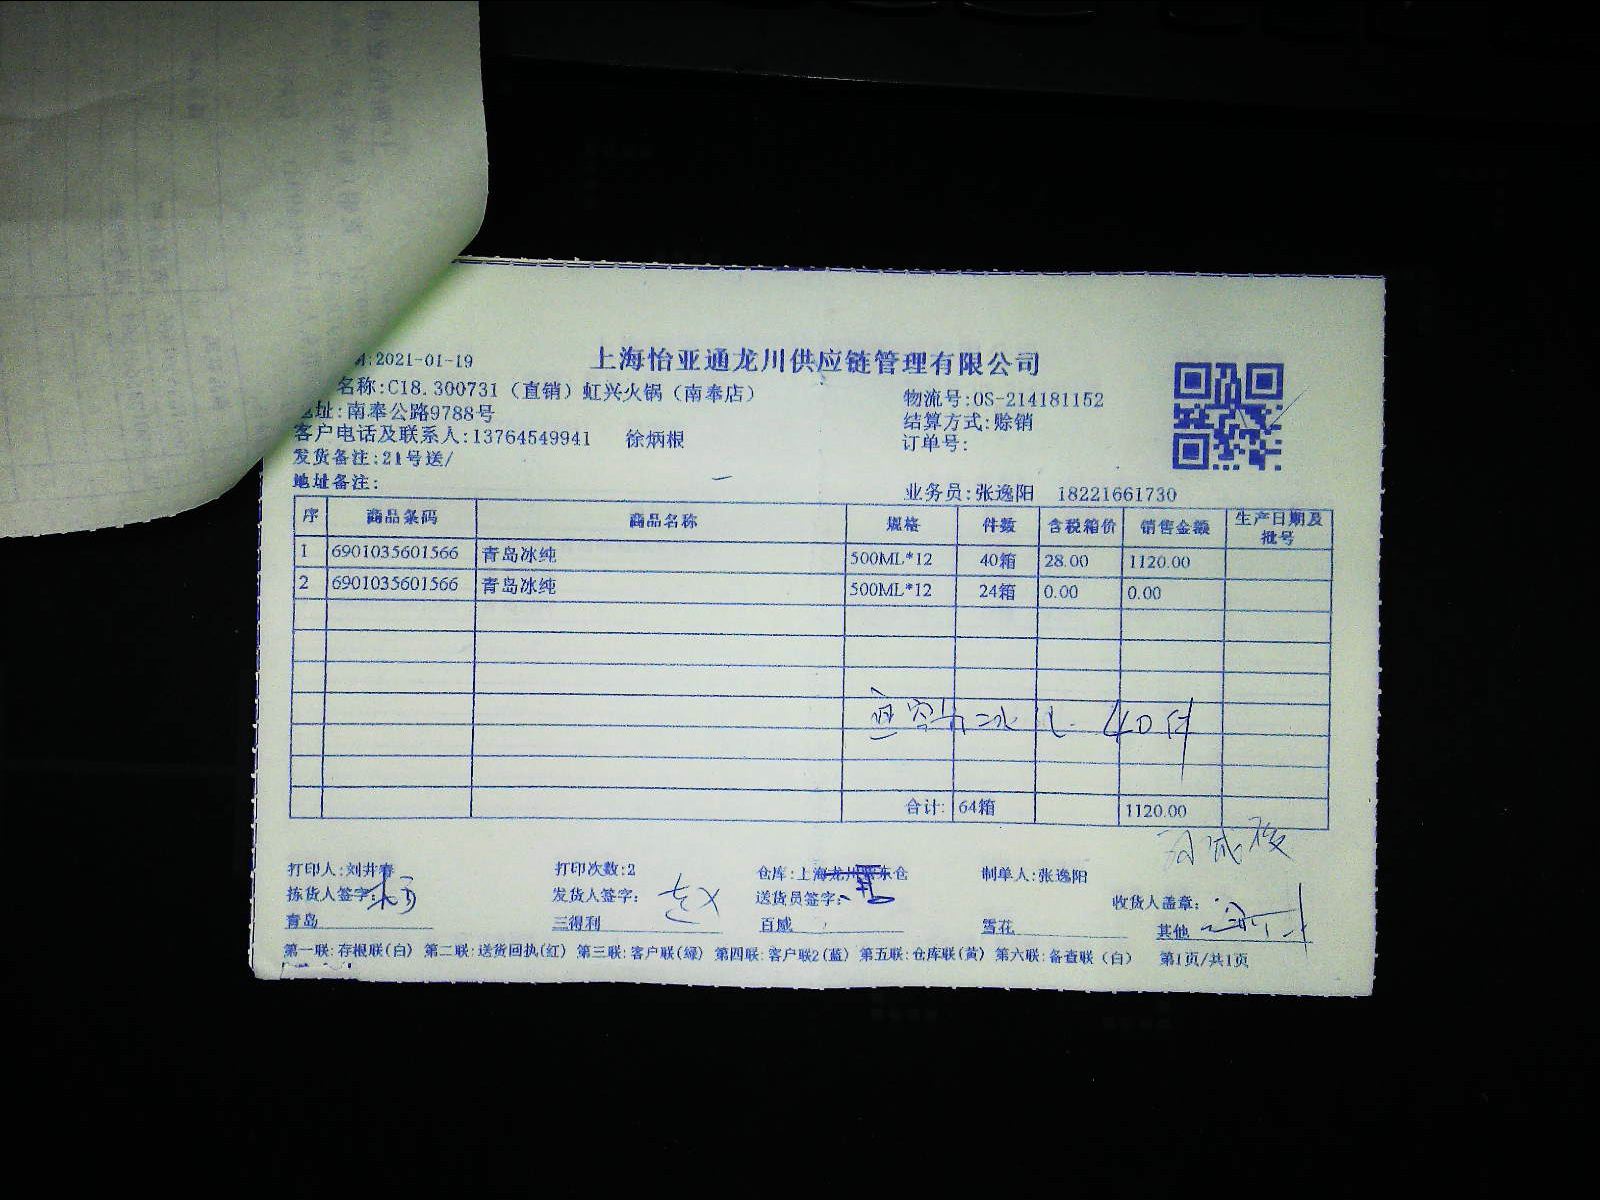 :2021-01-19
上海怡亚通龙川供应链管理有限公司
名称:C18.300731（直销）虹兴火锅（南奉店）
物流号:OS-214181152
址:南奉公路9788号
结算方式:赊销
客户电话及联系人:13764549941 徐炳根
订单号:
发货备注:21号送/
地址备注:
业务员:张逸阳 18221661730
序 商品条码 商品名称 规格 件数 含税箱价 销售金额 生产日期及批号
1 6901035601566 青岛冰纯 500ML*12 40箱 28.00 1120.00
2 6901035601566 青岛冰纯 500ML*12 24箱 0.00 0.00
40件
合计: 64箱 1120.00
打印人:刘井春 打印次数:2 仓库:上海龙川 东仓 制单人:张逸阳
拣货人签字: 发货人签字: 送货员签字: 收货人盖章:
青岛 三得利 百威 雪花 其他
第一联:存根联(白) 第二联:送货回执(红) 第三联:客户联(绿) 第四联:客户联2(蓝) 第五联:仓库联(黄) 第六联:备查联（白） 第1页/共1页